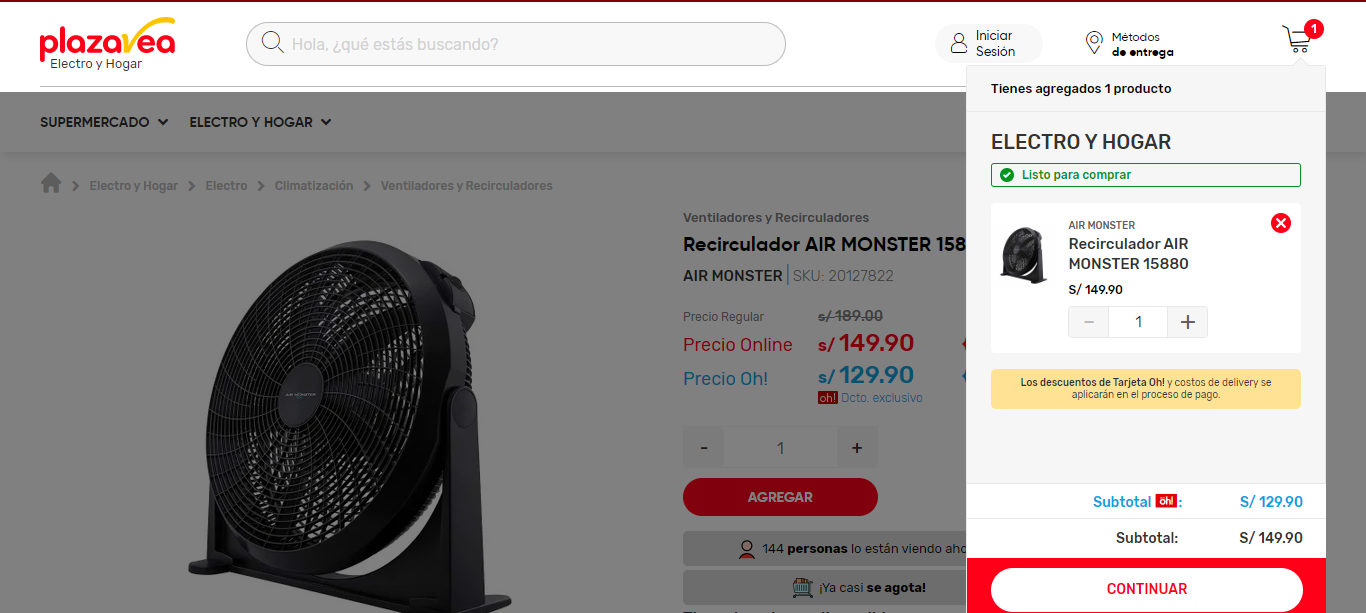 plazavea
Electro y Hogar
Hola, ¿qué estás buscando?
Iniciar
Sesión
Métodos
de entrega
1
SUPERMERCADO
ELECTRO Y HOGAR
Electro y Hogar
Electro
Climatización
Ventiladores y Recirculadores
AIR MONSTER
Ventiladores y Recirculadores
Recirculador AIR MONSTER 158
AIR MONSTER
SKU: 20127822
Precio Regular s/ 189.00
Precio Online s/ 149.90
Precio Oh! s/ 129.90
oh! Dcto. exclusivo
- 1 +
AGREGAR
144 personas lo están viendo aho
¡Ya casi se agota!
Tienes agregados 1 producto
ELECTRO Y HOGAR
Listo para comprar
AIR MONSTER
Recirculador AIR
MONSTER 15880
S/ 149.90
− 1 +
Los descuentos de Tarjeta Oh! y costos de delivery se
aplicarán en el proceso de pago.
Subtotal oh! : S/ 129.90
Subtotal: S/ 149.90
CONTINUAR